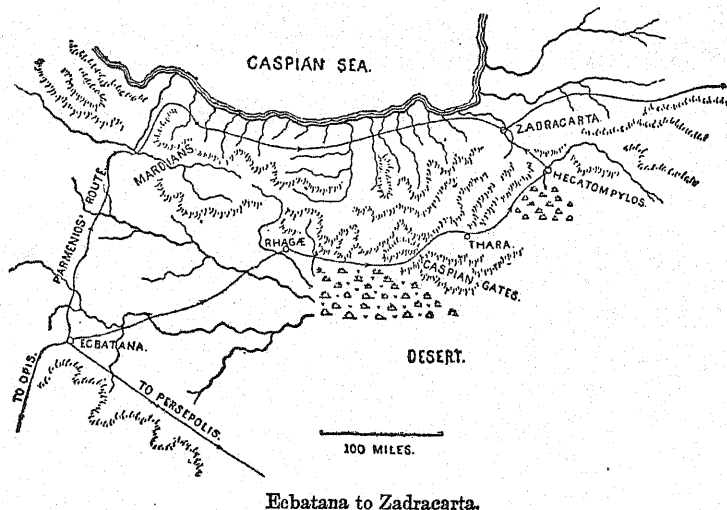 CASPIAN SEA.
ZADRACARTA.
MARDIANS.
HECATOMPYLOS.
PARMENIOS' ROUTE.
RHAGÆ
THARA.
CASPIAN GATES.
ECBATANA.
DESERT.
TO OPIS.
TO PERSEPOLIS.
100 MILES.
Ecbatana to Zadracarta.